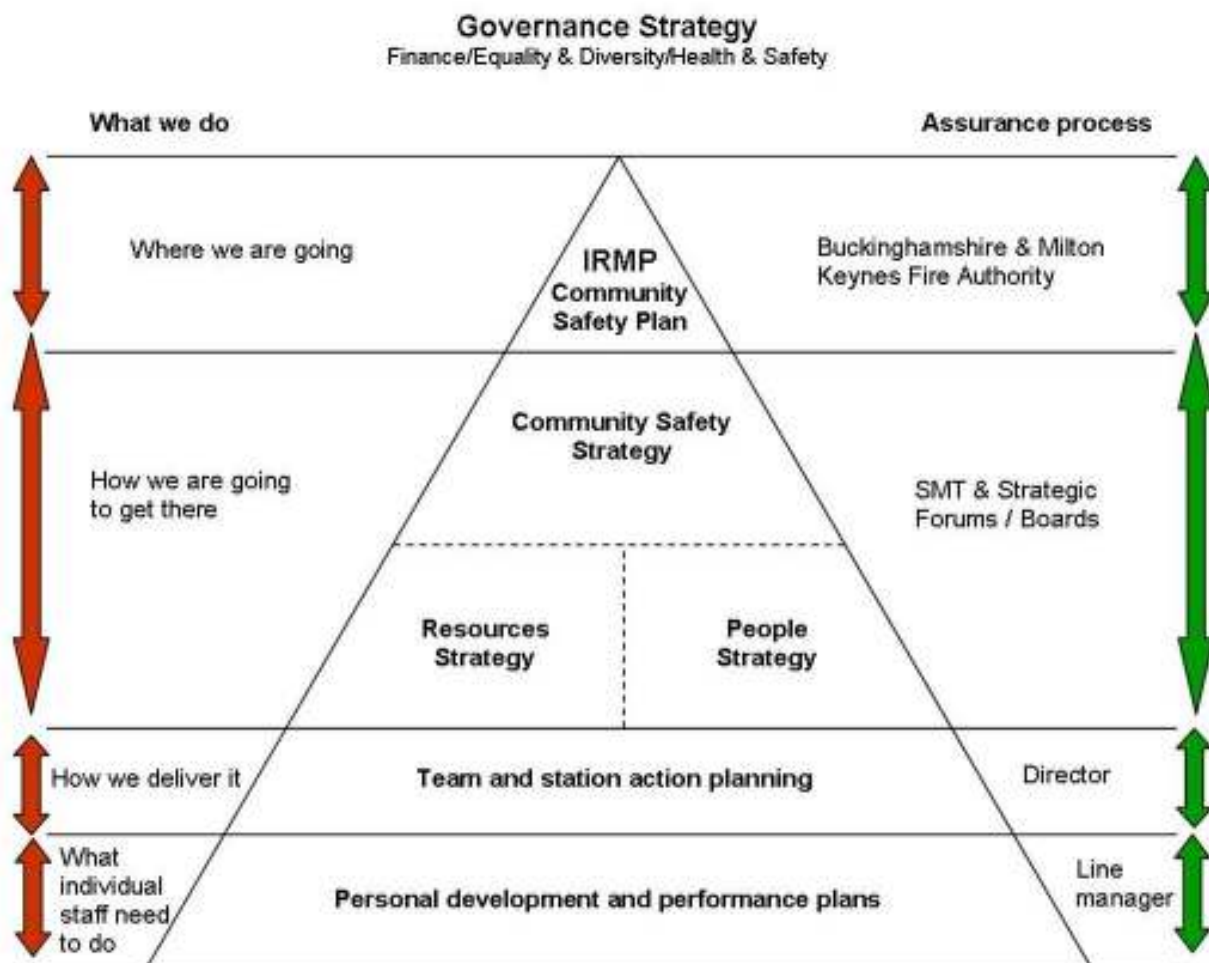 Governance Strategy
Finance/Equality & Diversity/Health & Safety
What we do
Assurance process
Where we are going
IRMP
Community
Safety Plan
Buckinghamshire & Milton
Keynes Fire Authority
How we are going
to get there
Community Safety
Strategy
SMT & Strategic
Forums / Boards
Resources
Strategy
People
Strategy
How we deliver it
Team and station action planning
Director
What
individual
staff need
to do
Personal development and performance plans
Line
manager